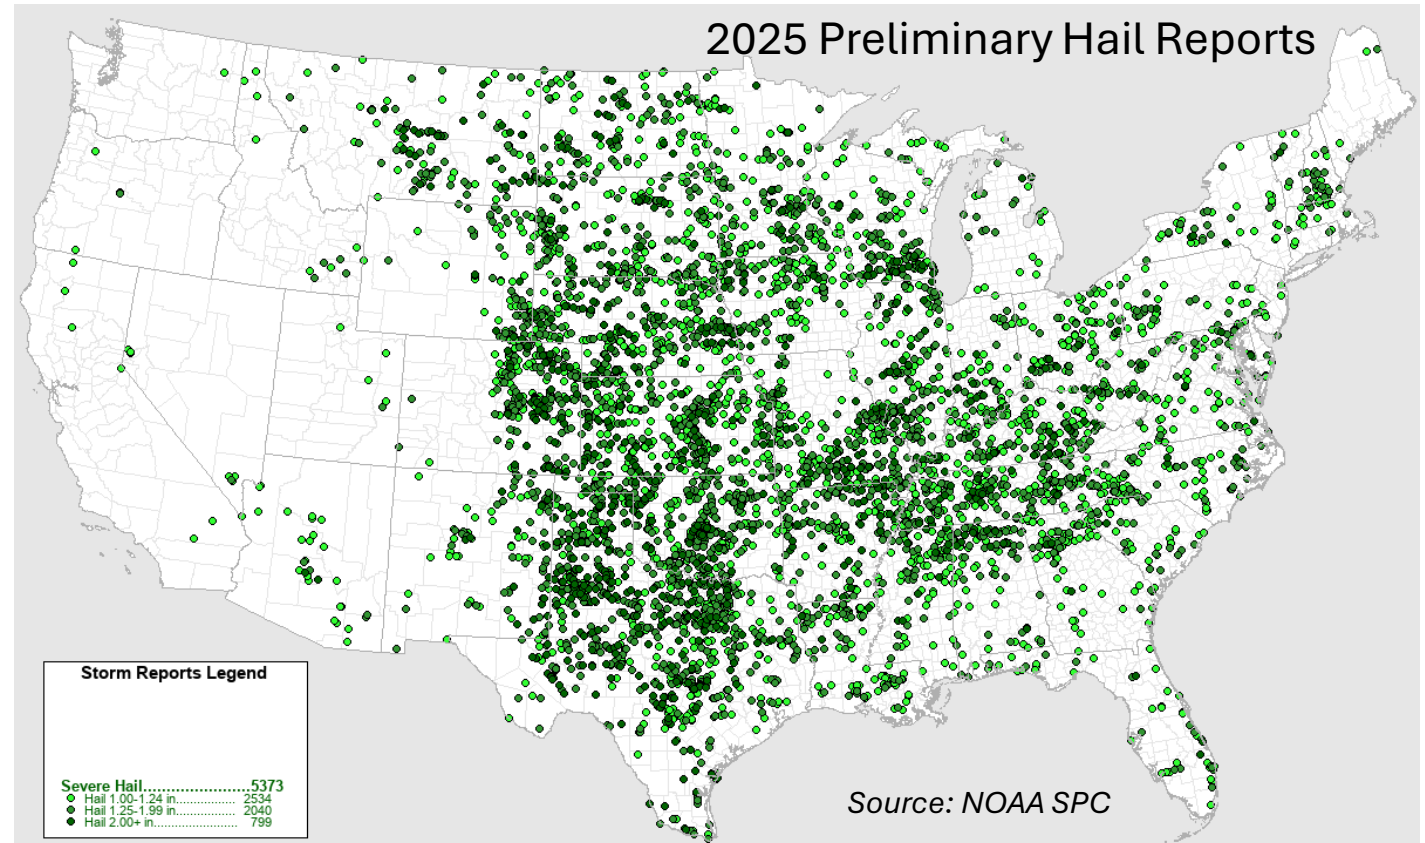 2025 Preliminary Hail Reports
Storm Reports Legend
Severe Hail.......................5373
Hail 1.00-1.24 in................ 2534
Hail 1.25-1.99 in................ 2040
Hail 2.00+ in....................... 799
Source: NOAA SPC